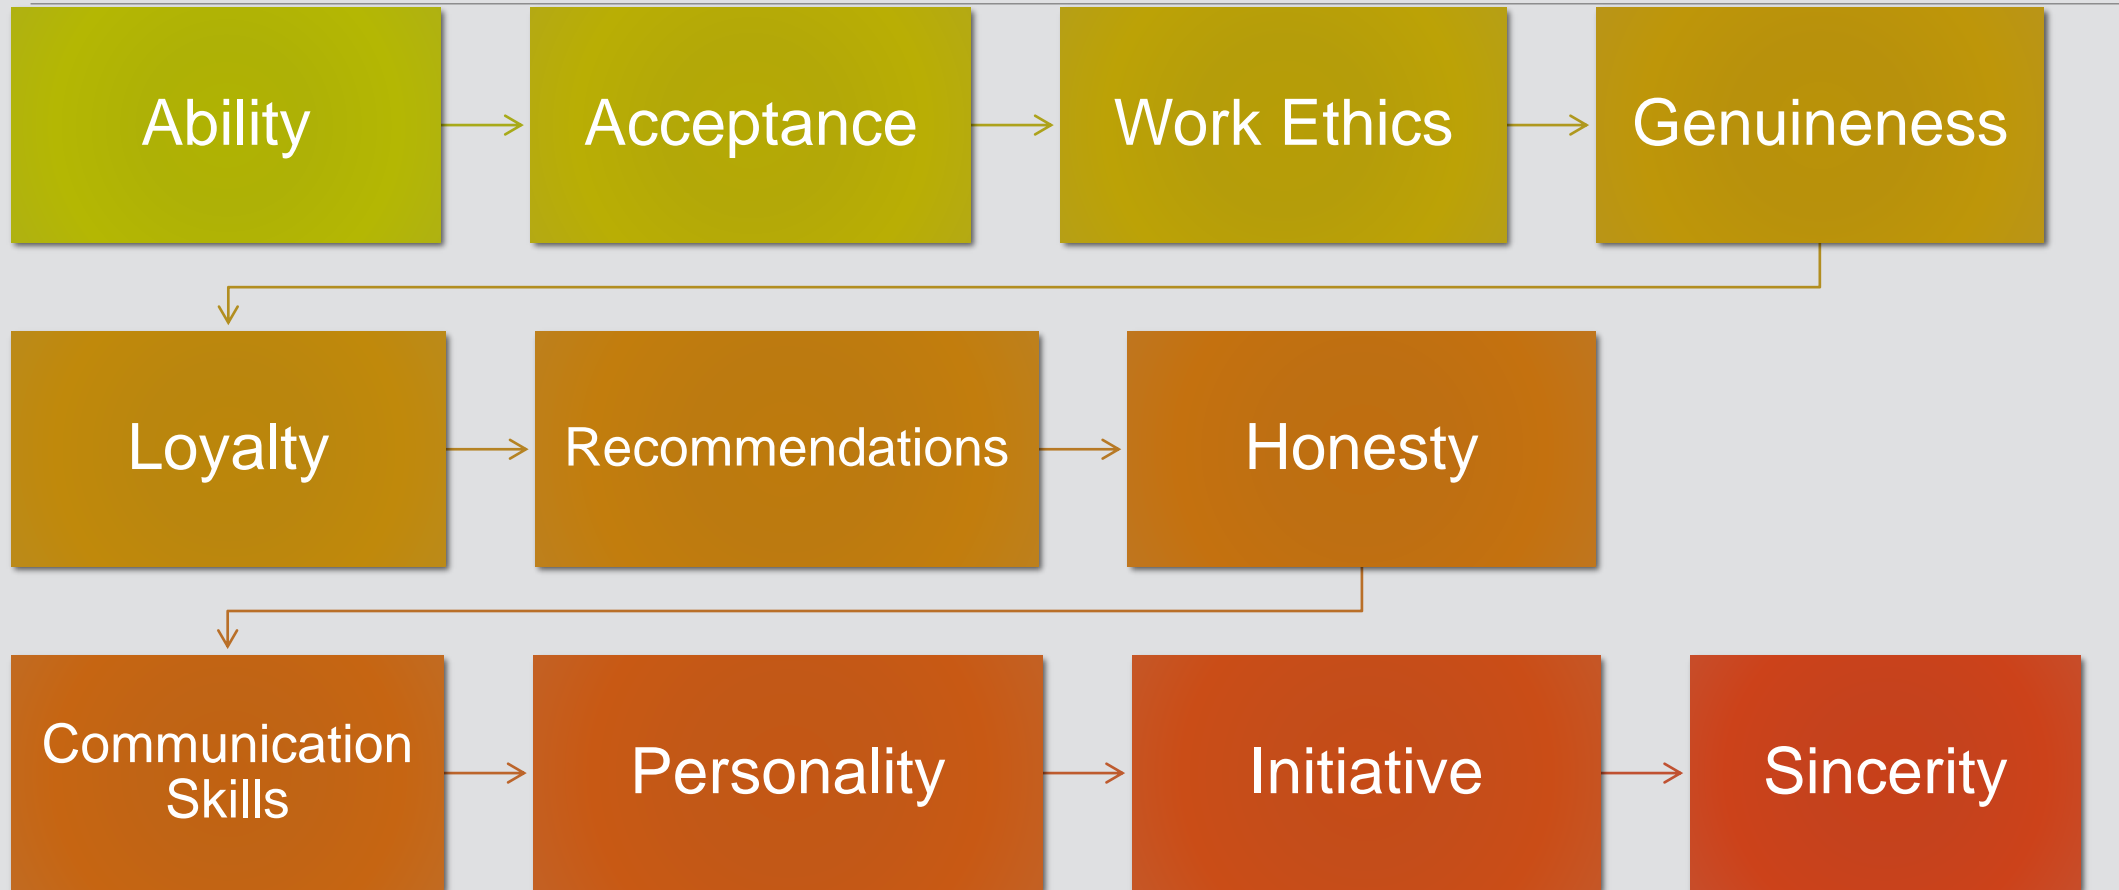 Ability
Acceptance
Work Ethics
Genuineness
Loyalty
Recommendations
Honesty
Communication
Skills
Personality
Initiative
Sincerity